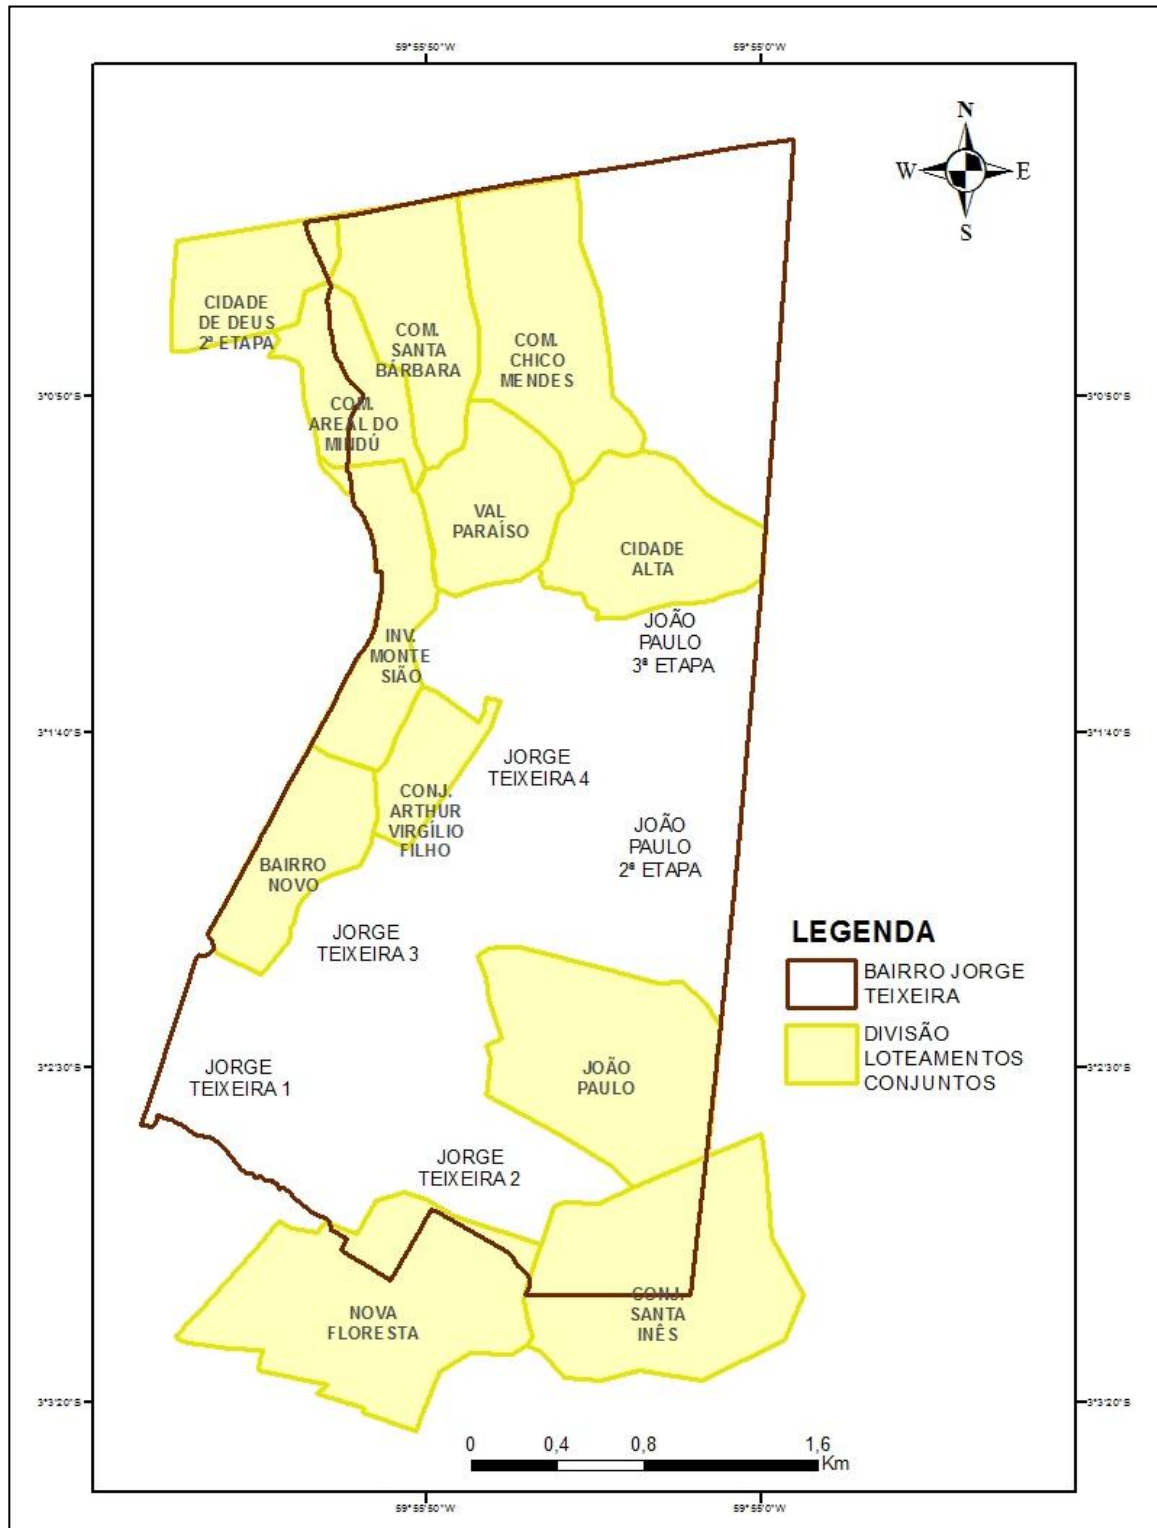 59°55'50"W
59°55'0"W
N
W
E
S
CIDADE
DE DEUS
2ª ETAPA
COM.
SANTA
BÁRBARA
COM.
CHICO
MENDES
3°0'50"S
3°0'50"S
COM.
AREAL DO
MINDÚ
VAL
PARAÍSO
CIDADE
ALTA
JOÃO
PAULO
3ª ETAPA
INV.
MONTE
SIÃO
3°1'40"S
3°1'40"S
JORGE
TEIXEIRA 4
CONJ.
ARTHUR
VIRGÍLIO
FILHO
JOÃO
PAULO
2ª ETAPA
BAIRRO
NOVO
JORGE
TEIXEIRA 3
LEGENDA
BAIRRO JORGE
TEIXEIRA
DIVISÃO
LOTEAMENTOS
CONJUNTOS
3°2'30"S
3°2'30"S
JORGE
TEIXEIRA 1
JOÃO
PAULO
JORGE
TEIXEIRA 2
NOVA
FLORESTA
CONJ.
SANTA
INÊS
3°3'20"S
3°3'20"S
0 0,4 0,8 1,6
Km
59°55'50"W
59°55'0"W